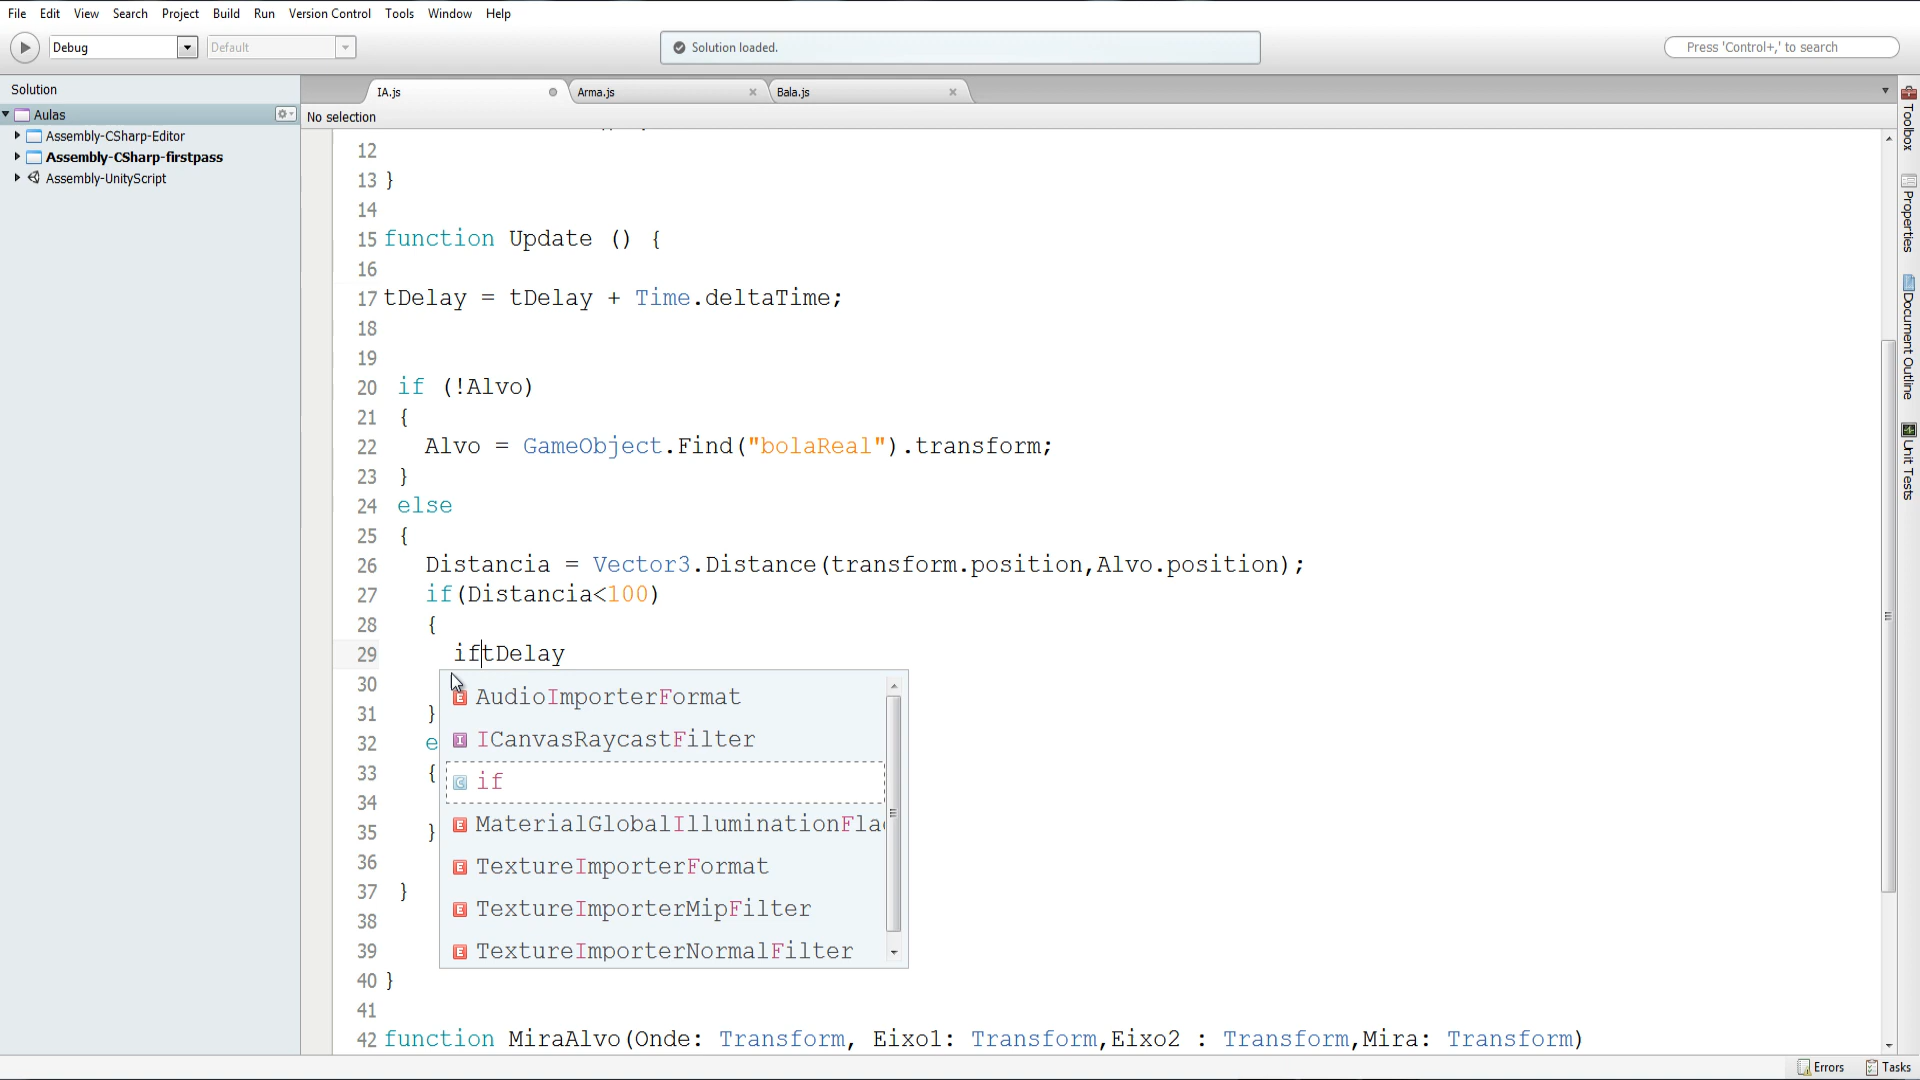 File Edit View Search Project Build Run Version Control Tools Window Help
Debug Default Solution loaded. Press 'Control+,' to search
Solution
Aulas
Assembly-CSharp-Editor
Assembly-CSharp-firstpass
Assembly-UnityScript
IA.js Arma.js Bala.js
No selection
12
13 }
14
15 function Update () {
16
17 tDelay = tDelay + Time.deltaTime;
18
19
20 if (!Alvo)
21 {
22 Alvo = GameObject.Find("bolaReal").transform;
23 }
24 else
25 {
26 Distancia = Vector3.Distance(transform.position,Alvo.position);
27 if(Distancia<100)
28 {
29 iftDelay
30
31 }
32 e
33 {
34
35 }
36
37 }
38
39
40 }
41
42 function MiraAlvo(Onde: Transform, Eixo1: Transform,Eixo2 : Transform,Mira: Transform)
AudioImporterFormat
ICanvasRaycastFilter
if
MaterialGlobalIlluminationFlag
TextureImporterFormat
TextureImporterMipFilter
TextureImporterNormalFilter
Toolbox
Properties
Document Outline
Unit Tests
Errors Tasks